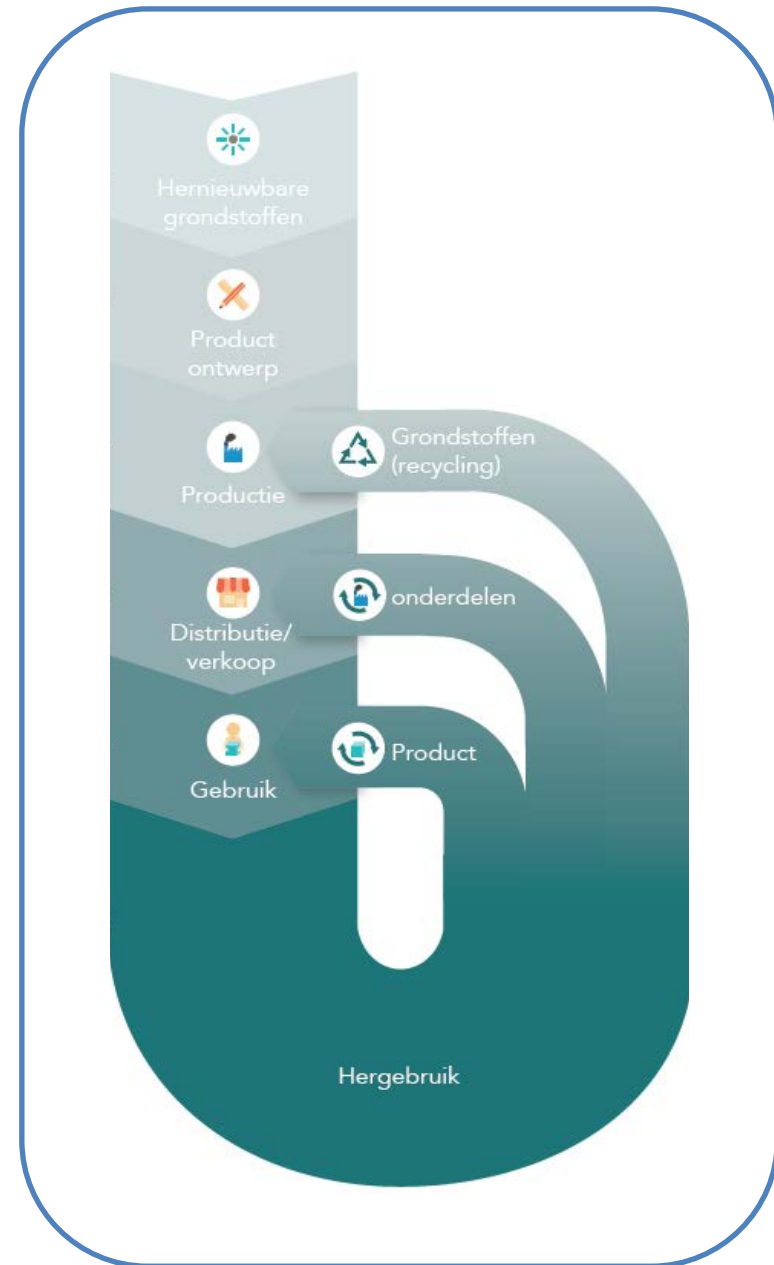 Hernieuwbare
grondstoffen
Product
ontwerp
Productie
Grondstoffen
(recycling)
Distributie/
verkoop
onderdelen
Gebruik
Product
Hergebruik